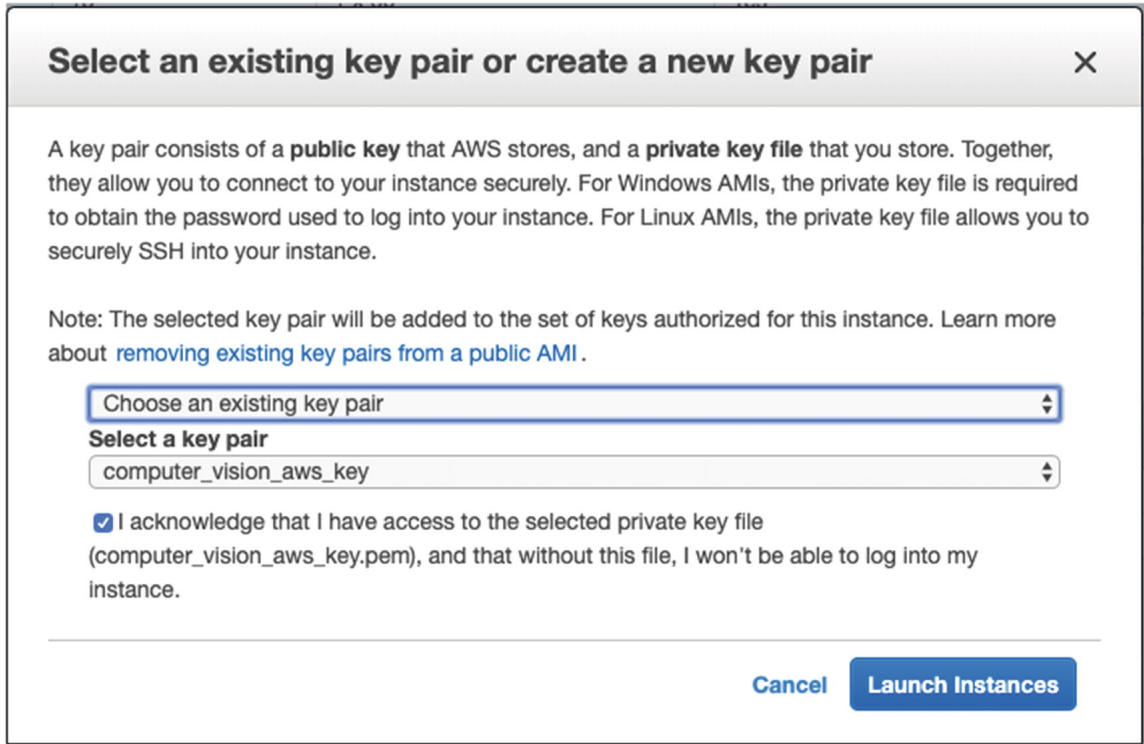 Select an existing key pair or create a new key pair
A key pair consists of a public key that AWS stores, and a private key file that you store. Together,
they allow you to connect to your instance securely. For Windows AMIs, the private key file is required
to obtain the password used to log into your instance. For Linux AMIs, the private key file allows you to
securely SSH into your instance.
Note: The selected key pair will be added to the set of keys authorized for this instance. Learn more
about removing existing key pairs from a public AMI.
Choose an existing key pair
Select a key pair
computer_vision_aws_key
I acknowledge that I have access to the selected private key file
(computer_vision_aws_key.pem), and that without this file, I won't be able to log into my
instance.
Cancel
Launch Instances